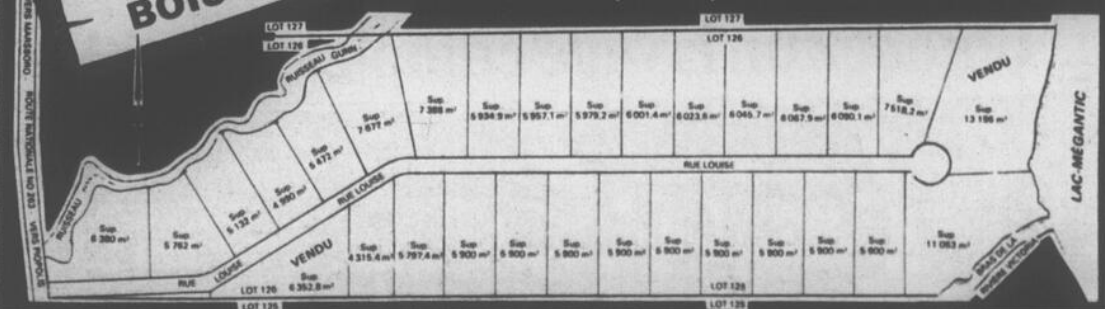 BOIS
LOT 127
LOT 126
LOT 127
LOT 126
ROUTE NATIONALE NO 263
RUISSEAU GUNN
RUISSEAU
Sup.
6 380 m²
Sup.
5 762 m²
Sup.
5 132 m²
Sup.
4 990 m²
Sup.
5 472 m²
Sup.
7 677 m²
Sup.
7 388 m²
Sup.
5 934.9 m²
Sup.
5 957.1 m²
Sup.
5 979.2 m²
Sup.
6 001.4 m²
Sup.
6 023.6 m²
Sup.
6 045.7 m²
Sup.
6 067.9 m²
Sup.
6 090.1 m²
Sup.
7 518.2 m²
VENDU
Sup.
13 196 m²
LAC-MÉGANTIC
RUE LOUISE
RUE LOUISE
RUE LOUISE
VENDU
Sup.
6 352,8 m²
Sup.
4 315.4 m²
Sup.
5 797,4 m²
Sup.
5 900 m²
Sup.
5 900 m²
Sup.
5 900 m²
Sup.
5 900 m²
Sup.
5 900 m²
Sup.
5 900 m²
Sup.
5 900 m²
Sup.
5 900 m²
Sup.
5 900 m²
Sup.
11 063 m²
BRAS DE LA
RIVIÈRE VICTORIA
LOT 126
LOT 126
LOT 125
LOT 125